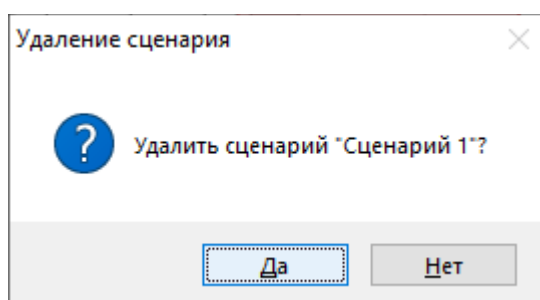 Удаление сценария
Удалить сценарий "Сценарий 1"?
Да
Нет